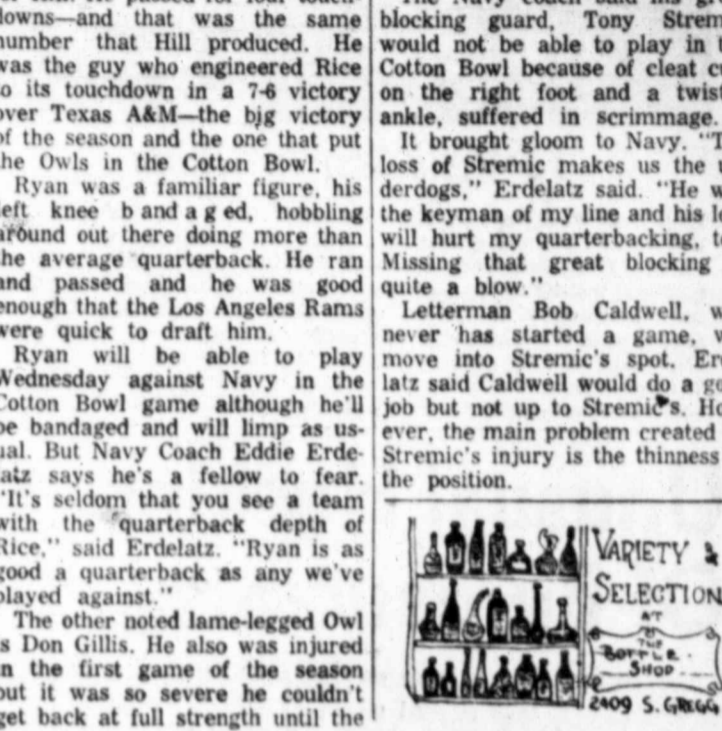 downs—and that was the same
number that Hill produced. He
was the guy who engineered Rice
to its touchdown in a 7-6 victory
over Texas A&M—the big victory
of the season and the one that put
the Owls in the Cotton Bowl.
Ryan was a familiar figure, his
left knee bandaged, hobbling
around out there doing more than
the average quarterback. He ran
and passed and he was good
enough that the Los Angeles Rams
were quick to draft him.
Ryan will be able to play
Wednesday against Navy in the
Cotton Bowl game although he'll
be bandaged and will limp as us-
ual. But Navy Coach Eddie Erde-
latz says he's a fellow to fear.
"It's seldom that you see a team
with the quarterback depth of
Rice," said Erdelatz. "Ryan is as
good a quarterback as any we've
played against."
The other noted lame-legged Owl
is Don Gillis. He also was injured
in the first game of the season
but it was so severe he couldn't
get back at full strength until the
blocking guard, Tony Strem
would not be able to play in
Cotton Bowl because of cleat
on the right foot and a twist
ankle, suffered in scrimmage.
It brought gloom to Navy.
loss of Stremic makes us the
derdogs," Erdelatz said. "He
the keyman of my line and his
will hurt my quarterbacking,
Missing that great blocking
quite a blow."
Letterman Bob Caldwell,
never has started a game,
move into Stremic's spot.
latz said Caldwell would do a
job but not up to Stremic's.
ever, the main problem created
Stremic's injury is the thinness
the position.
VARIETY &
SELECTION
AT
THE
BOTTLE
SHOP
2409 S. GREGG